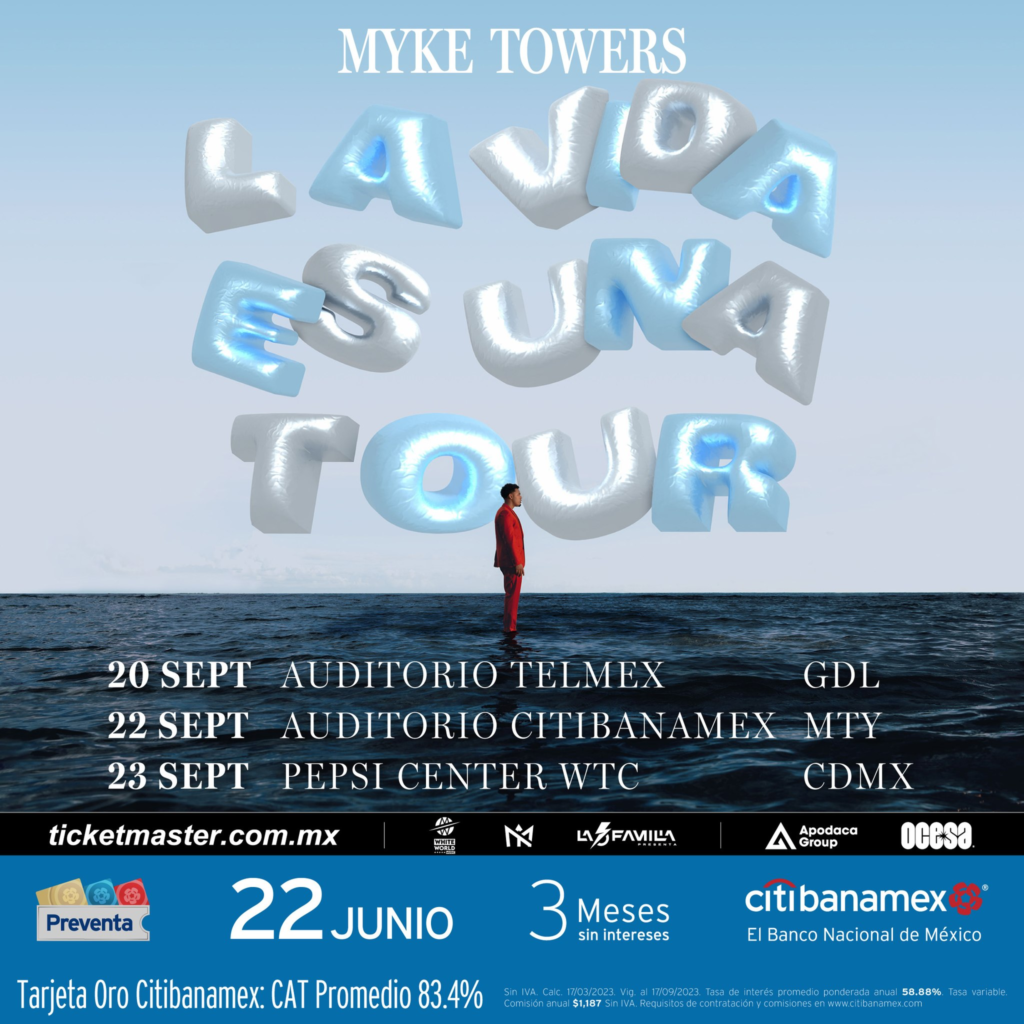 MYKE TOWERS
LA VIDA
ES UNA
TOUR
20 SEPT AUDITORIO TELMEX GDL
22 SEPT AUDITORIO CITIBANAMEX MTY
23 SEPT PEPSI CENTER WTC CDMX
ticketmaster.com.mx WHITE WORLD LA FAMILIA PRESENTA Apodaca Group OCESA
Preventa 22 JUNIO 3 Meses sin intereses citibanamex®
El Banco Nacional de México
Tarjeta Oro Citibanamex: CAT Promedio 83.4% Sin IVA. Calc. 17/03/2023. Vig. al 17/09/2023. Tasa de interés promedio ponderada anual 58.88%. Tasa variable.
Comisión anual $1,187 Sin IVA. Requisitos de contratación y comisiones en www.citibanamex.com